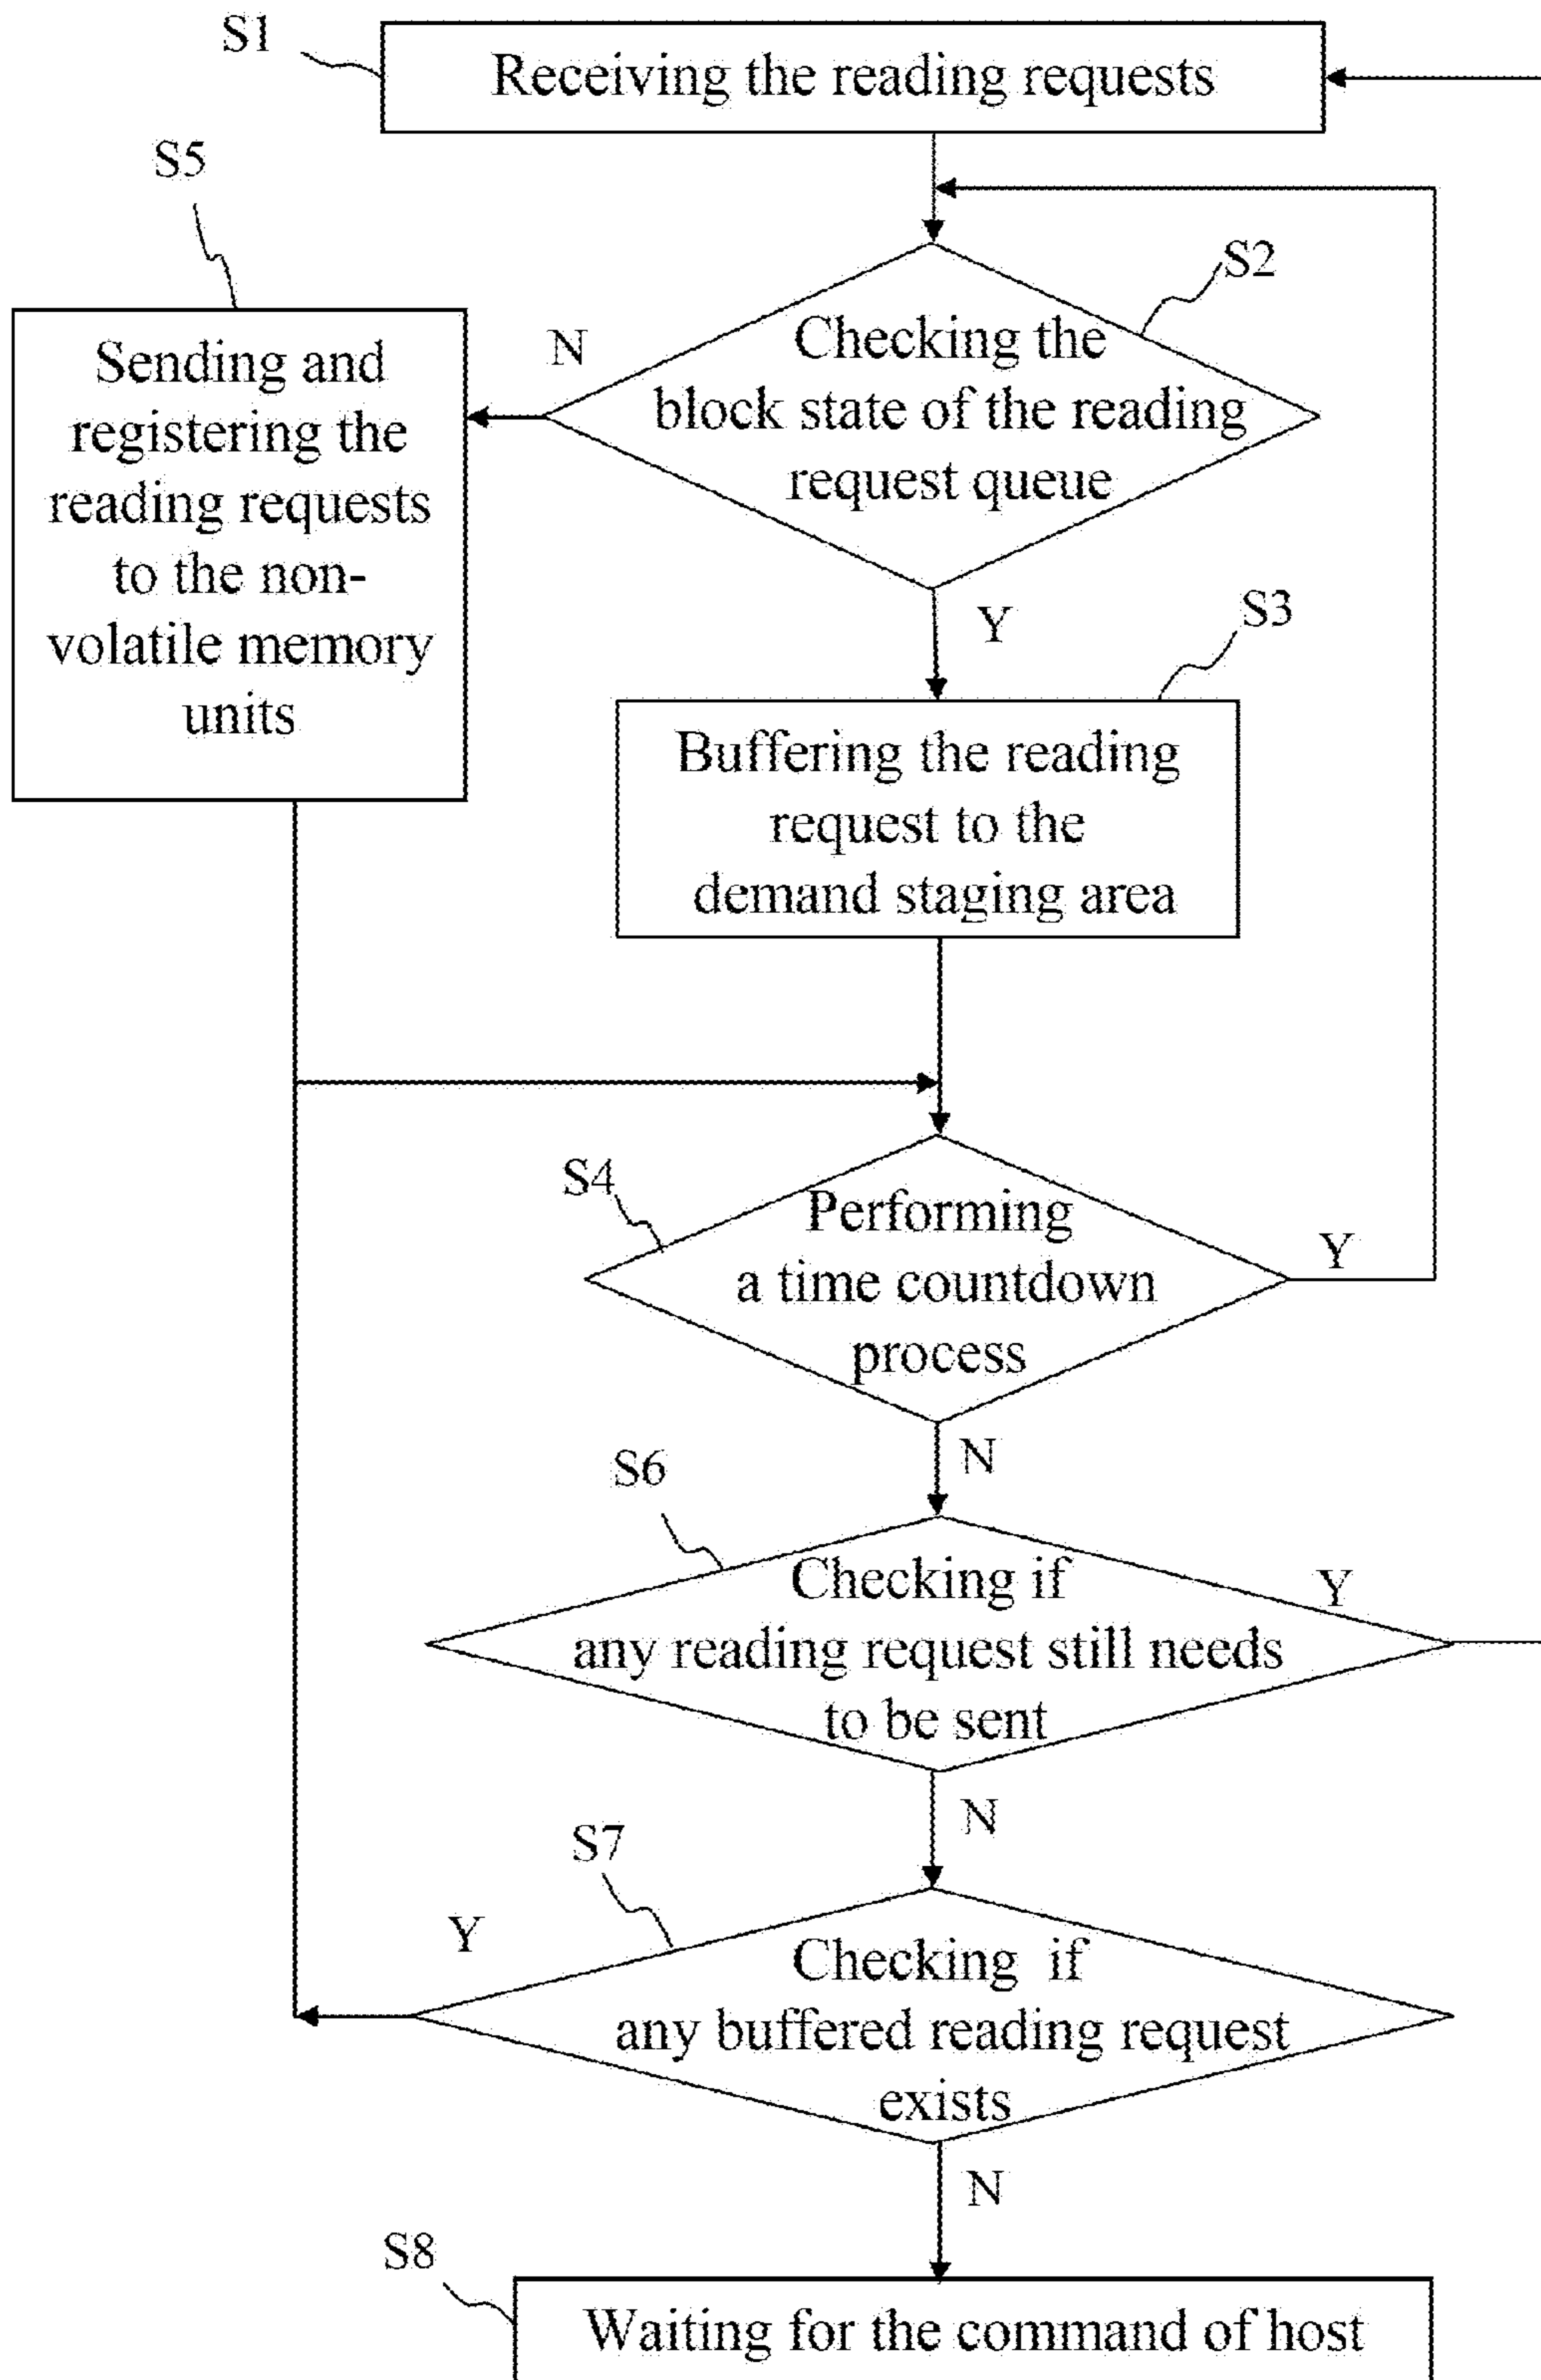 S1
Receiving the reading requests
S5
S2
N
Checking the
block state of the reading
request queue
Sending and
registering the
reading requests
to the non-
volatile memory
units
Y
S3
Buffering the reading
request to the
demand staging area
S4
Performing
a time countdown
process
Y
N
S6
Checking if
any reading request still needs
to be sent
Y
N
S7
Y
Checking if
any buffered reading request
exists
N
S8
Waiting for the command of host